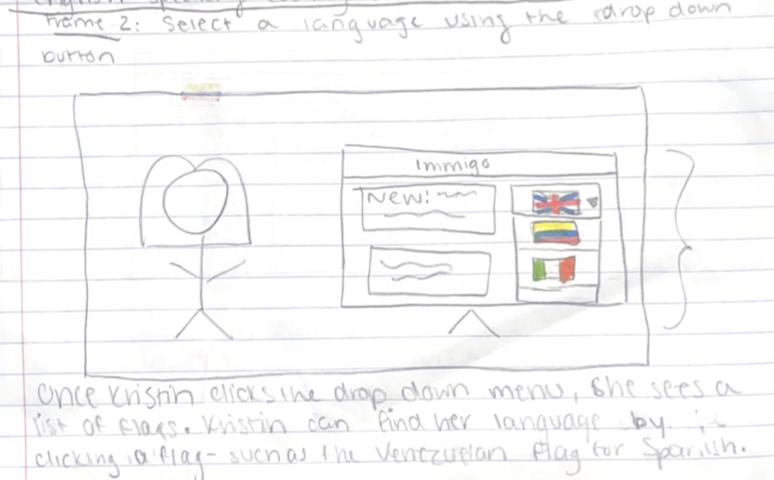 English speaking
Frame 2: Select a language using the drop down
button
Immigo
New!
Once Kristin clicks the drop down menu, she sees a
list of flags. Kristin can find her language by
clicking a flag - such as the Venezuelan flag for Spanish.